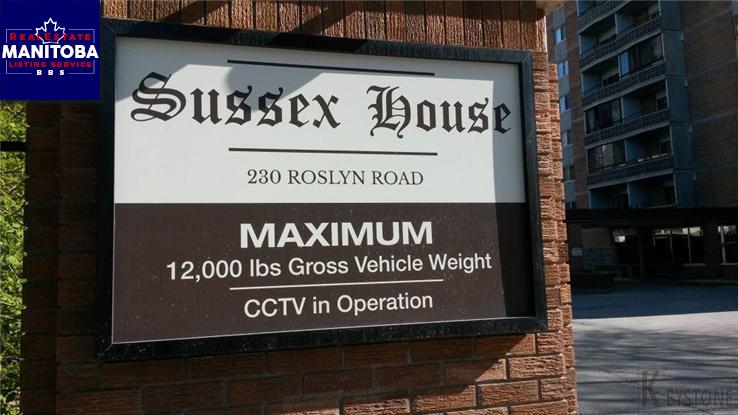 Real Estate
MANITOBA
Listing Service
BBS
Sussex House
230 ROSLYN ROAD
MAXIMUM
12,000 lbs Gross Vehicle Weight
CCTV in Operation
KEYSTONE